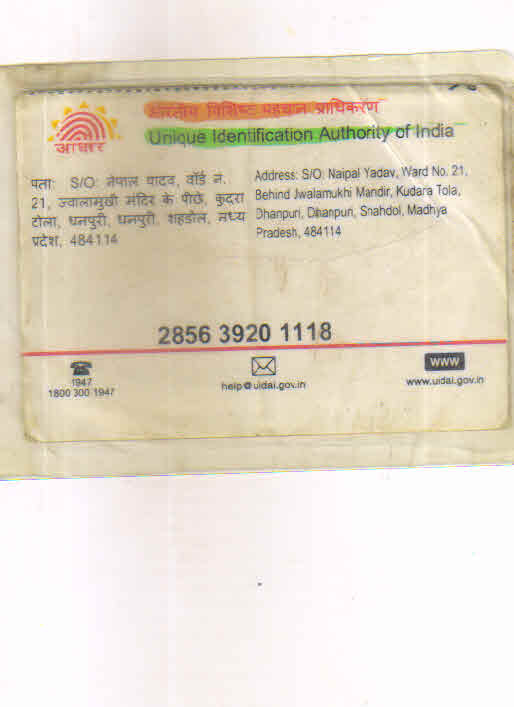 भारतीय विशिष्ट पहचान प्राधिकरण
Unique Identification Authority of India
आधार
पता: S/O: नेपाल यादव, वॉर्ड नं.
21, ज्वालामुखी मंदिर के पीछे, कुदरा
टोला, धनपुरी, धनपुरी, शहडोल, मध्य
प्रदेश, 484114
Address: S/O: Naipal Yadav, Ward No. 21,
Behind Jwalamukhi Mandir, Kudara Tola,
Dhanpuri, Dhanpuri, Shahdol, Madhya
Pradesh, 484114
2856 3920 1118
1947
1800 300 1947
help@uidai.gov.in
www
www.uidai.gov.in